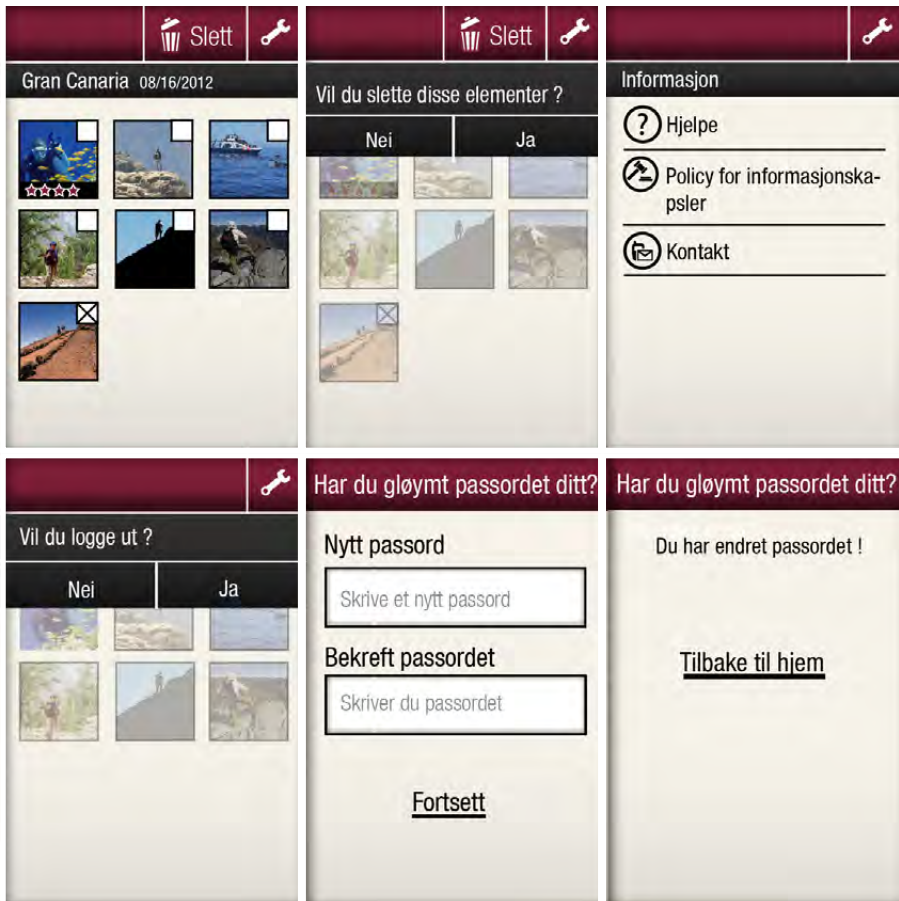 Slett
Gran Canaria 08/16/2012
Slett
Vil du slette disse elementer ?
Nei Ja
Informasjon
? Hjelpe
Policy for informasjonska-
psler
Kontakt
Vil du logge ut ?
Nei Ja
Har du gløymt passordet ditt?
Nytt passord
Skrive et nytt passord
Bekreft passordet
Skriver du passordet
Fortsett
Har du gløymt passordet ditt?
Du har endret passordet !
Tilbake til hjem